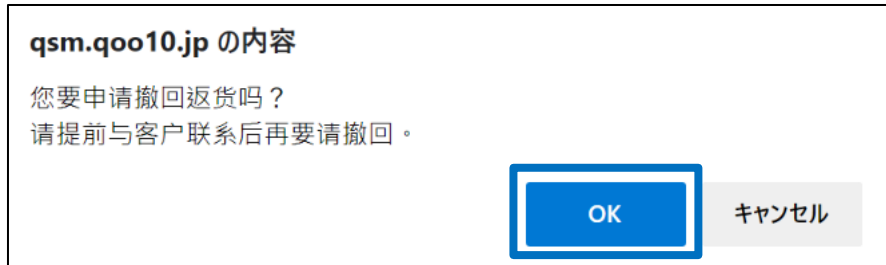 qsm.qoo10.jp の内容
您要申请撤回返货吗？
请提前与客户联系后再要请撤回。
OK キャンセル